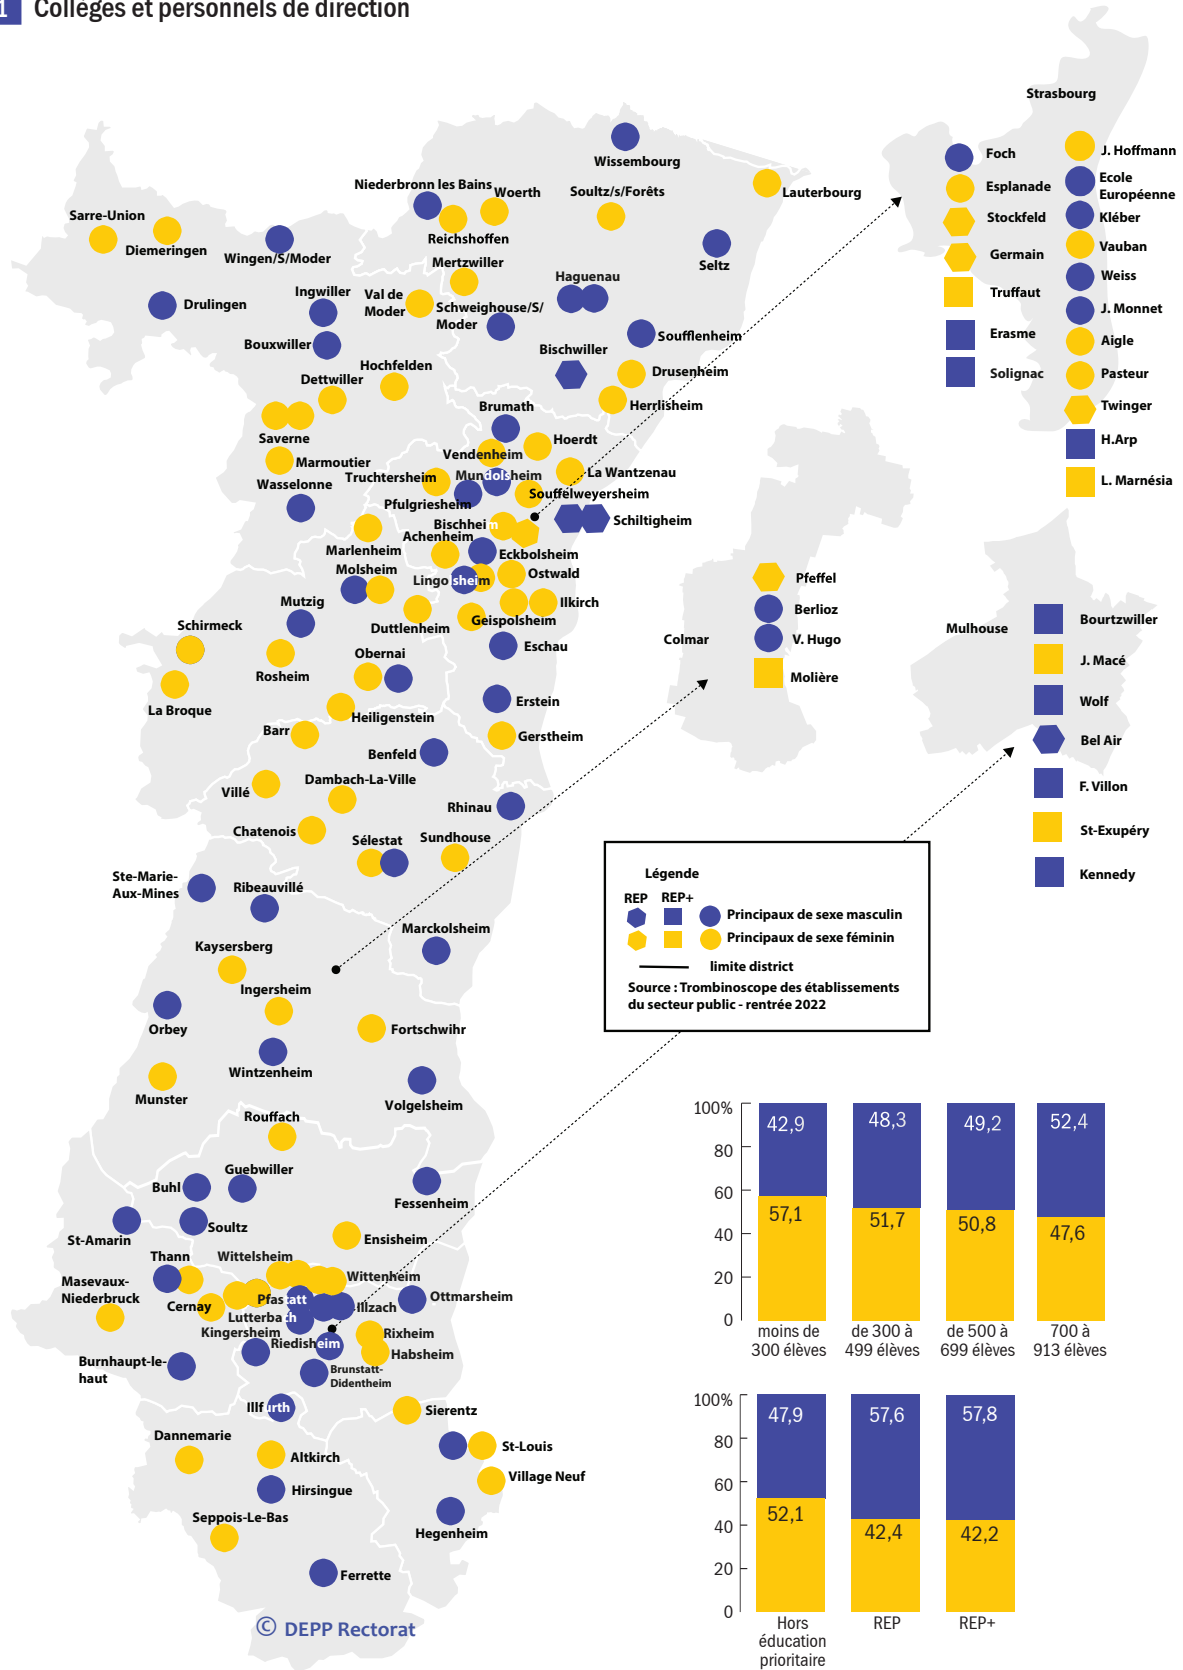 1 Collèges et personnels de direction
Strasbourg
Foch
Esplanade
Stockfeld
Germain
Truffaut
Erasme
Solignac
J. Hoffmann
Ecole
Européenne
Kléber
Vauban
Weiss
J. Monnet
Aigle
Pasteur
Twinger
H.Arp
L. Marnésia
Wissembourg
Niederbronn les Bains
Woerth
Soultz/s/Forêts
Lauterbourg
Sarre-Union
Diemeringen
Reichshoffen
Wingen/S/Moder
Mertzwiller
Seltz
Haguenau
Drulingen
Ingwiller
Val de
Moder
Schweighouse/S/
Moder
Bouxwiller
Soufflenheim
Bischwiller
Hochfelden
Dettwiller
Drusenheim
Herrlisheim
Brumath
Saverne
Hoerdt
Vendenheim
Marmoutier
Truchtersheim
Mundolsheim
La Wantzenau
Wasselonne
Souffelweyersheim
Pfulgriesheim
Bischheim
Schiltigheim
Achenheim
Marlenheim
Eckbolsheim
Molsheim
Lingolsheim
Ostwald
Mutzig
Ilkirch
Geispolsheim
Duttlenheim
Schirmeck
Eschau
Obernai
Rosheim
La Broque
Erstein
Heiligenstein
Barr
Gerstheim
Benfeld
Dambach-La-Ville
Villé
Rhinau
Chatenois
Sélestat
Sundhouse
Colmar
Pfeffel
Berlioz
V. Hugo
Molière
Mulhouse
Bourtzwiller
J. Macé
Wolf
Bel Air
F. Villon
St-Exupéry
Kennedy
Légende
REP REP+
Principaux de sexe masculin
Principaux de sexe féminin
limite district
Source : Trombinoscope des établissements
du secteur public - rentrée 2022
Ste-Marie-
Aux-Mines
Ribeauvillé
Marckolsheim
Kaysersberg
Ingersheim
Orbey
Fortschwihr
Wintzenheim
Munster
Volgelsheim
Rouffach
Guebwiller
Buhl
Fessenheim
Soultz
St-Amarin
Ensisheim
Thann
Wittelsheim
Masevaux-
Niederbruck
Wittenheim
Cernay
Pfastatt
Illzach
Ottmarsheim
Lutterbach
Kingersheim
Riedisheim
Rixheim
Habsheim
Burnhaupt-le-
haut
Brunstatt-
Didentheim
Illfurth
Sierentz
Dannemarie
Altkirch
St-Louis
Village Neuf
Hirsingue
Seppois-Le-Bas
Hegenheim
Ferrette
© DEPP Rectorat
100%
80
60
40
20
0
42,9
48,3
49,2
52,4
57,1
51,7
50,8
47,6
moins de
300 élèves
de 300 à
499 élèves
de 500 à
699 élèves
700 à
913 élèves
100%
80
60
40
20
0
47,9
57,6
57,8
52,1
42,4
42,2
Hors
éducation
prioritaire
REP
REP+